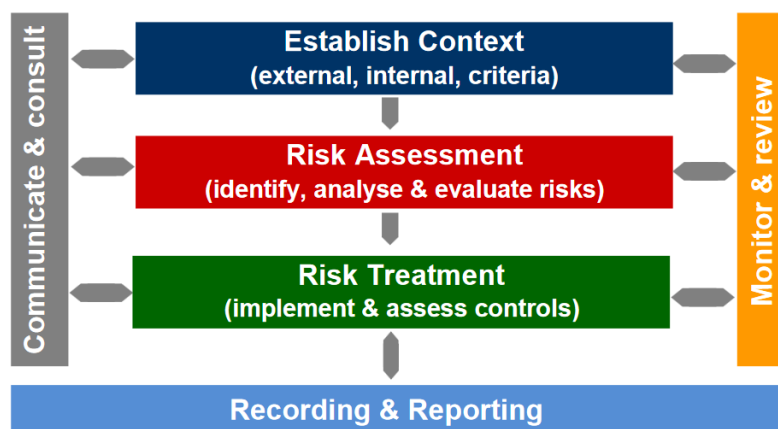 Communicate & consult
Establish Context
(external, internal, criteria)
Risk Assessment
(identify, analyse & evaluate risks)
Risk Treatment
(implement & assess controls)
Monitor & review
Recording & Reporting